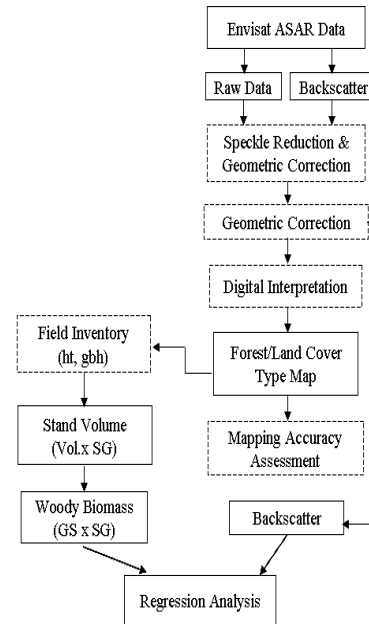 Envisat ASAR Data
Raw Data
Backscatter
Speckle Reduction &
Geometric Correction
Geometric Correction
Digital Interpretation
Field Inventory
(ht, gbh)
Forest/Land Cover
Type Map
Stand Volume
(Vol.x SG)
Mapping Accuracy
Assessment
Woody Biomass
(GS x SG)
Backscatter
Regression Analysis